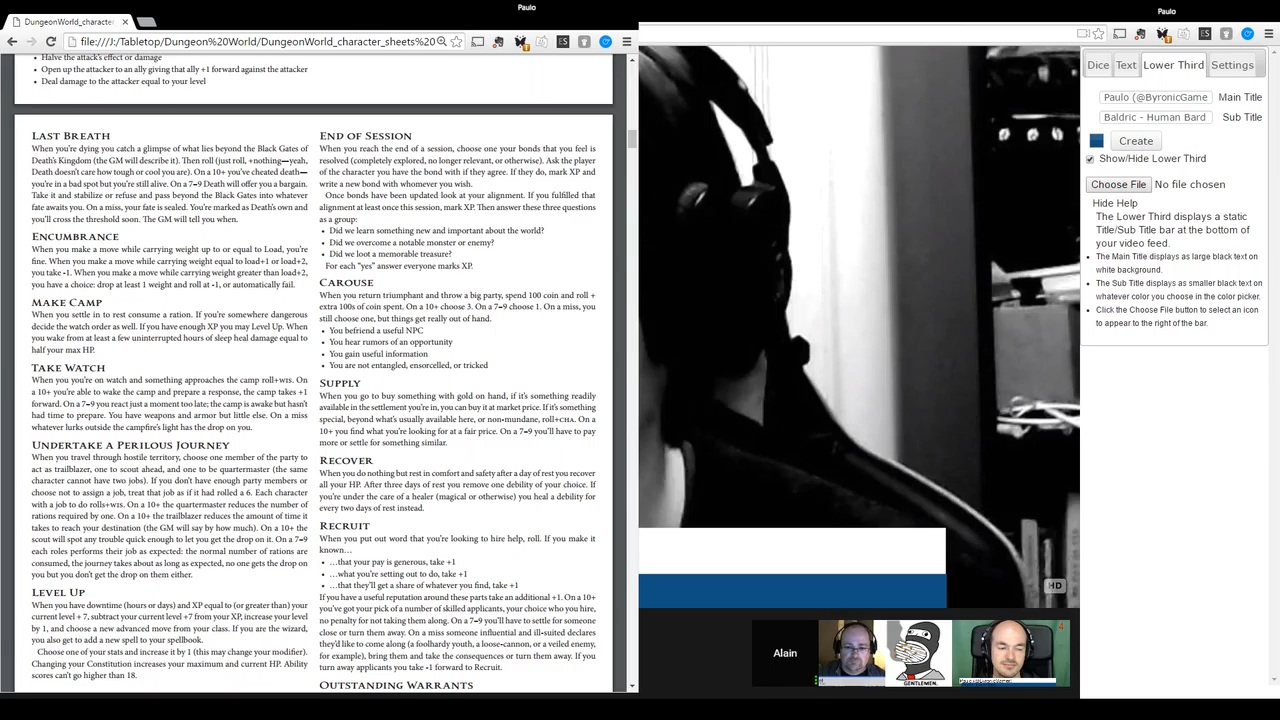 Paulo
Paulo
DungeonWorld_character
file:///J:/Tabletop/Dungeon%20World/DungeonWorld_character_sheets%20
Halve the attack's effect or damage
• Open up the attacker to an ally giving that ally +1 forward against the attacker
• Deal damage to the attacker equal to your level
LAST BREATH
When you're dying you catch a glimpse of what lies beyond the Black Gates of
Death's Kingdom (the GM will describe it). Then roll (just roll, +nothing—yeah,
Death doesn't care how tough or cool you are). On a 10+ you've cheated death—
you're in a bad spot but you're still alive. On a 7–9 Death will offer you a bargain.
Take it and stabilize or refuse and pass beyond the Black Gates into whatever
fate awaits you. On a miss, your fate is sealed. You're marked as Death's own and
you'll cross the threshold soon. The GM will tell you when.
ENCUMBRANCE
When you make a move while carrying weight up to or equal to Load, you're
fine. When you make a move while carrying weight equal to load+1 or load+2,
you take -1. When you make a move while carrying weight greater than load+2,
you have a choice: drop at least 1 weight and roll at -1, or automatically fail.
MAKE CAMP
When you settle in to rest consume a ration. If you're somewhere dangerous
decide the watch order as well. If you have enough XP you may Level Up. When
you wake from at least a few uninterrupted hours of sleep heal damage equal to
half your max HP.
TAKE WATCH
When you you're on watch and something approaches the camp roll+WIS. On
a 10+ you're able to wake the camp and prepare a response, the camp takes +1
forward. On a 7–9 you react just a moment too late; the camp is awake but hasn't
had time to prepare. You have weapons and armor but little else. On a miss
whatever lurks outside the campfire's light has the drop on you.
UNDERTAKE A PERILOUS JOURNEY
When you travel through hostile territory, choose one member of the party to
act as trailblazer, one to scout ahead, and one to be quartermaster (the same
character cannot have two jobs). If you don't have enough party members or
choose not to assign a job, treat that job as if it had rolled a 6. Each character
with a job to do rolls+WIS. On a 10+ the quartermaster reduces the number of
rations required by one. On a 10+ the trailblazer reduces the amount of time it
takes to reach your destination (the GM will say by how much). On a 10+ the
scout will spot any trouble quick enough to let you get the drop on it. On a 7–9
each roles performs their job as expected: the normal number of rations are
consumed, the journey takes about as long as expected, no one gets the drop on
you but you don't get the drop on them either.
LEVEL UP
When you have downtime (hours or days) and XP equal to (or greater than) your
current level + 7, subtract your current level +7 from your XP, increase your level
by 1, and choose a new advanced move from your class. If you are the wizard,
you also get to add a new spell to your spellbook.
Choose one of your stats and increase it by 1 (this may change your modifier).
Changing your Constitution increases your maximum and current HP. Ability
scores can't go higher than 18.
END OF SESSION
When you reach the end of a session, choose one your bonds that you feel is
resolved (completely explored, no longer relevant, or otherwise). Ask the player
of the character you have the bond with if they agree. If they do, mark XP and
write a new bond with whomever you wish.
Once bonds have been updated look at your alignment. If you fulfilled that
alignment at least once this session, mark XP. Then answer these three questions
as a group:
• Did we learn something new and important about the world?
• Did we overcome a notable monster or enemy?
• Did we loot a memorable treasure?
For each "yes" answer everyone marks XP.
CAROUSE
When you return triumphant and throw a big party, spend 100 coin and roll +
extra 100s of coin spent. On a 10+ choose 3. On a 7–9 choose 1. On a miss, you
still choose one, but things get really out of hand.
• You befriend a useful NPC
• You hear rumors of an opportunity
• You gain useful information
• You are not entangled, ensorcelled, or tricked
SUPPLY
When you go to buy something with gold on hand, if it's something readily
available in the settlement you're in, you can buy it at market price. If it's something
special, beyond what's usually available here, or non-mundane, roll+CHA. On a
10+ you find what you're looking for at a fair price. On a 7–9 you'll have to pay
more or settle for something similar.
RECOVER
When you do nothing but rest in comfort and safety after a day of rest you recover
all your HP. After three days of rest you remove one debility of your choice. If
you're under the care of a healer (magical or otherwise) you heal a debility for
every two days of rest instead.
RECRUIT
When you put out word that you're looking to hire help, roll. If you make it
known…
• …that your pay is generous, take +1
• …what you're setting out to do, take +1
• …that they'll get a share of whatever you find, take +1
If you have a useful reputation around these parts take an additional +1. On a 10+
you've got your pick of a number of skilled applicants, your choice who you hire,
no penalty for not taking them along. On a 7–9 you'll have to settle for someone
close or turn them away. On a miss someone influential and ill-suited declares
they'd like to come along (a foolhardy youth, a loose-cannon, or a veiled enemy,
for example), bring them and take the consequences or turn them away. If you
turn away applicants you take -1 forward to Recruit.
OUTSTANDING WARRANTS
HD
Alain
GENTLEMEN.
Dice Text Lower Third Settings
Paulo (@ByronicGame Main Title
Baldric - Human Bard Sub Title
Create
Show/Hide Lower Third
Choose File No file chosen
Hide Help
The Lower Third displays a static
Title/Sub Title bar at the bottom of
your video feed.
• The Main Title displays as large black text on
white background.
• The Sub Title displays as smaller black text on
whatever color you choose in the color picker.
• Click the Choose File button to select an icon
to appear to the right of the bar.